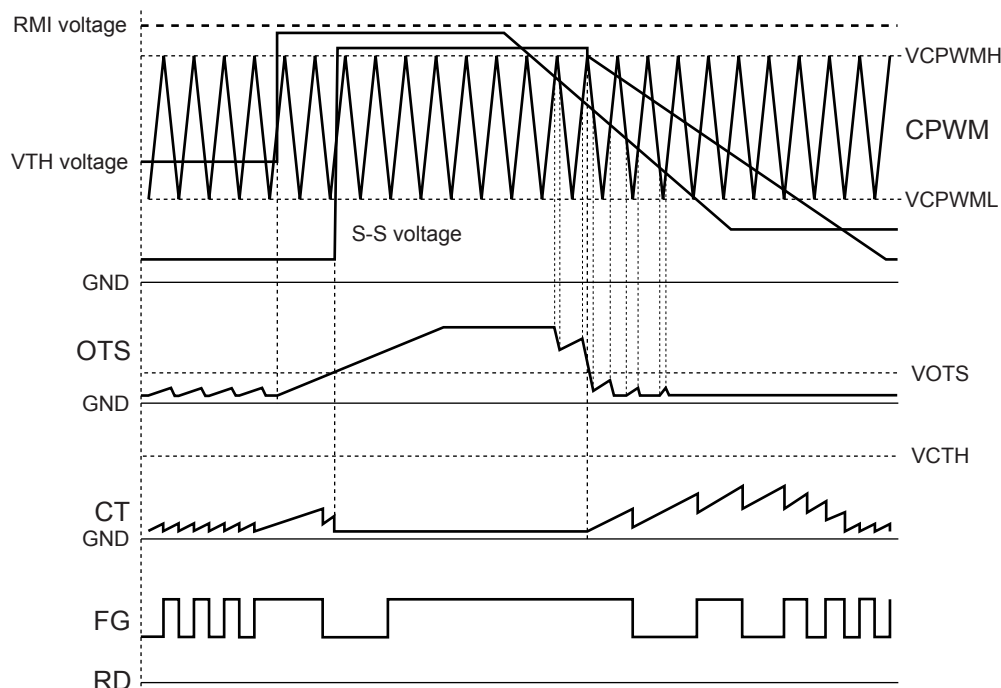 RMI voltage
VCPWMH
CPWM
VTH voltage
VCPWML
S-S voltage
GND
OTS
VOTS
GND
VCTH
CT
GND
FG
RD